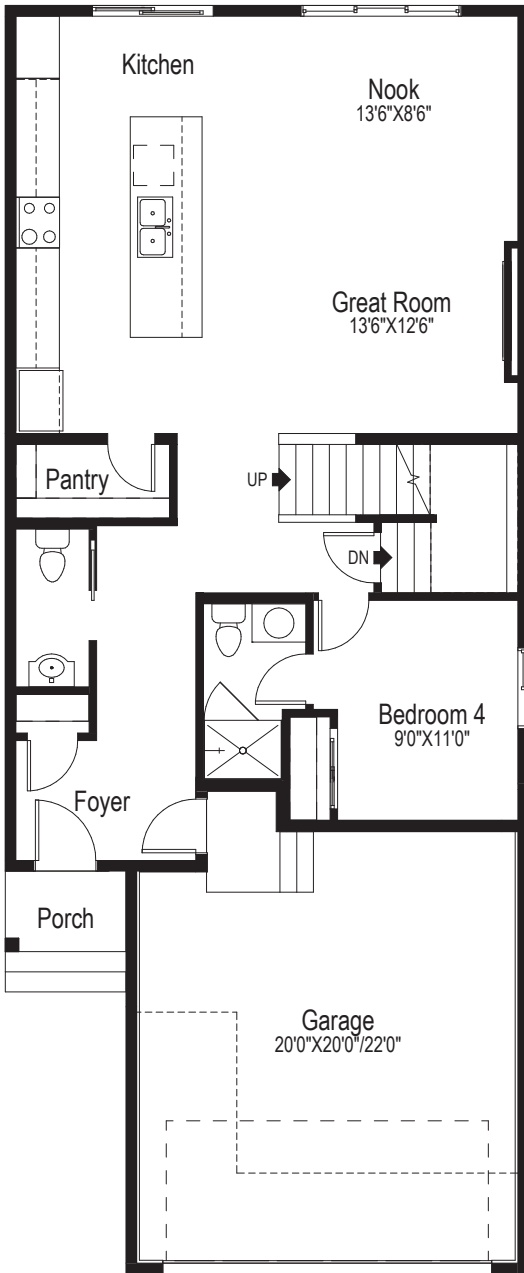 Kitchen
Nook
13'6"X8'6"
Great Room
13'6"X12'6"
Pantry
UP
DN
Bedroom 4
9'0"X11'0"
Foyer
Porch
Garage
20'0"X20'0"/22'0"